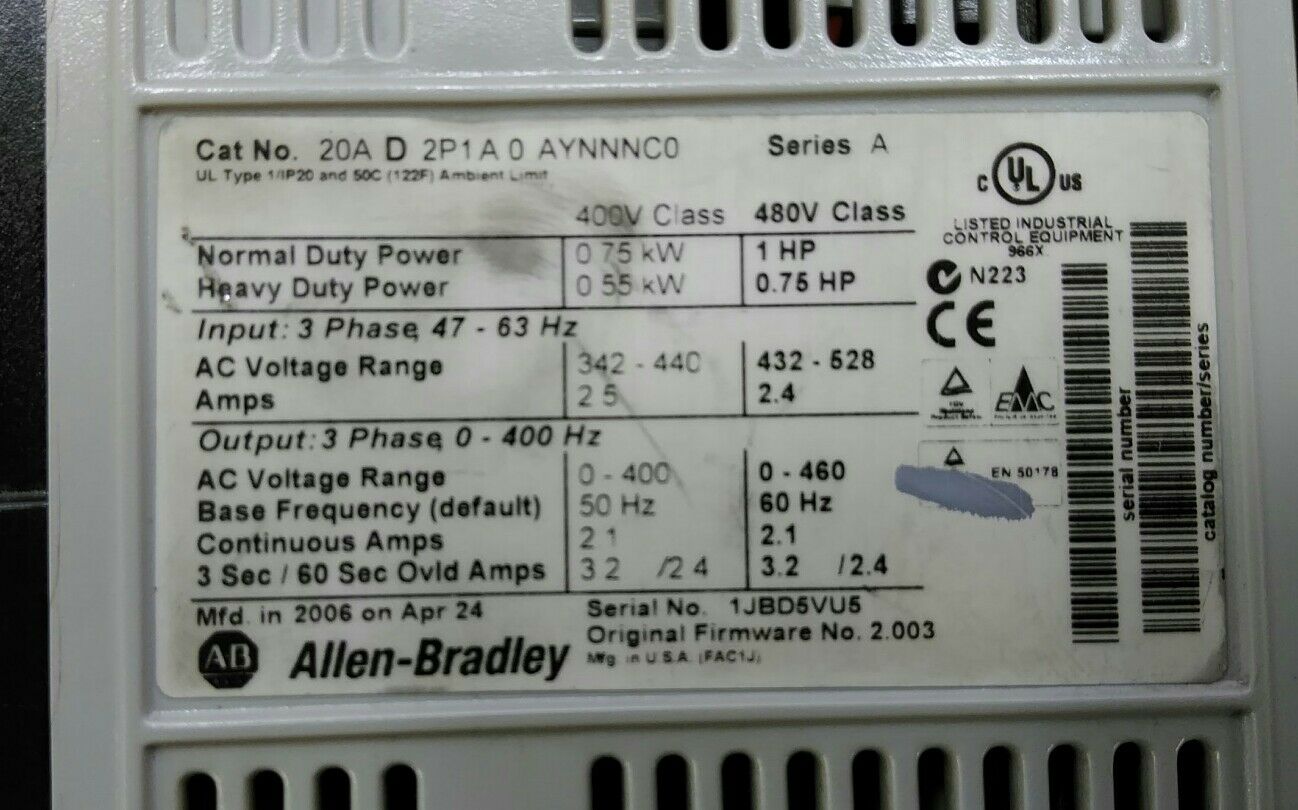 Cat No. 20A D 2P1A 0 AYNNNC0 Series A
UL Type 1/IP20 and 50C (122F) Ambient Limit
400V Class 480V Class
Normal Duty Power 0 75 kW 1 HP
Heavy Duty Power 0 55 kW 0.75 HP
Input: 3 Phase, 47 - 63 Hz
AC Voltage Range 342 - 440 432 - 528
Amps 2 5 2.4
Output: 3 Phase, 0 - 400 Hz
AC Voltage Range 0 - 400 0 - 460
Base Frequency (default) 50 Hz 60 Hz
Continuous Amps 2 1 2.1
3 Sec / 60 Sec Ovld Amps 3 2 /2 4 3.2 /2.4
Mfd. in 2006 on Apr 24
Serial No. 1JBD5VU5
Original Firmware No. 2.003
Mfg. in U.S.A. (FAC1J)
AB Allen-Bradley
C UL US
LISTED INDUSTRIAL
CONTROL EQUIPMENT
966X
N223
CE
EMC
EN 50178
serial number
catalog number/series